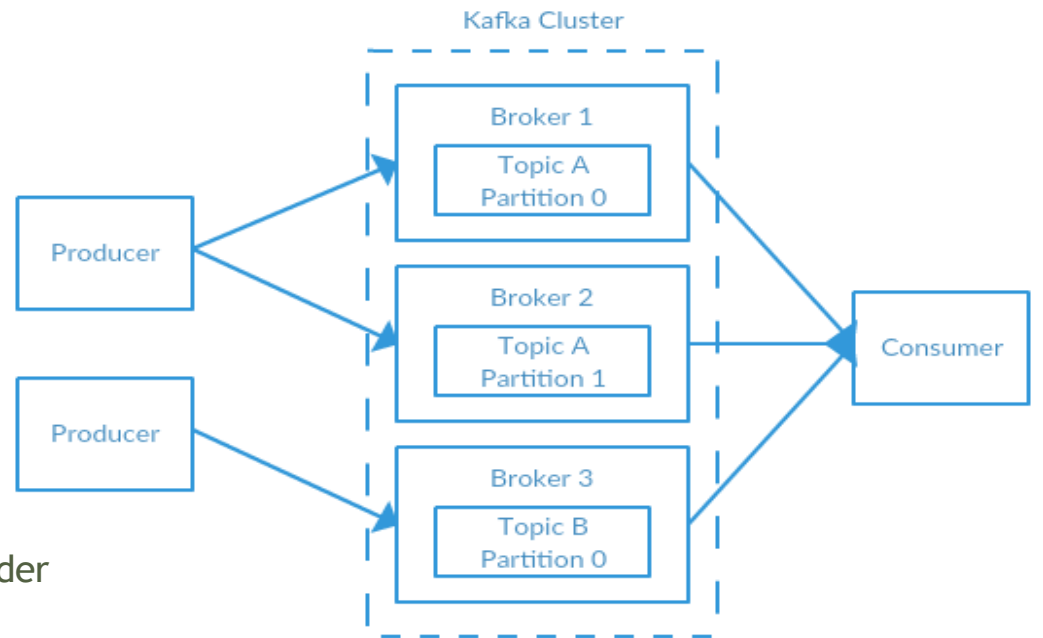 Kafka Cluster
Broker 1
Topic A
Partition 0
Producer
Broker 2
Topic A
Partition 1
Consumer
Producer
Broker 3
Topic B
Partition 0
der